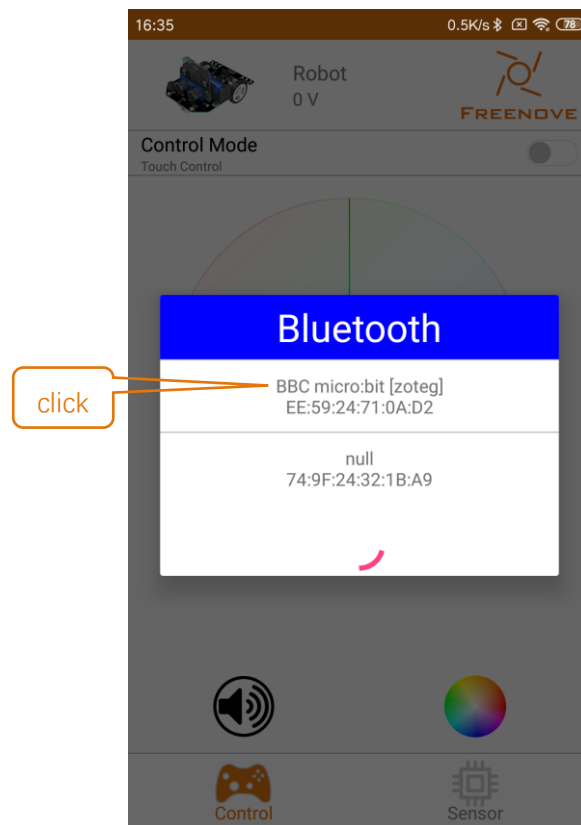 16:35
0.5K/s
78
Robot
0 V
FREENOVE
Control Mode
Touch Control
Bluetooth
click
BBC micro:bit [zoteg]
EE:59:24:71:0A:D2
null
74:9F:24:32:1B:A9
Control
Sensor